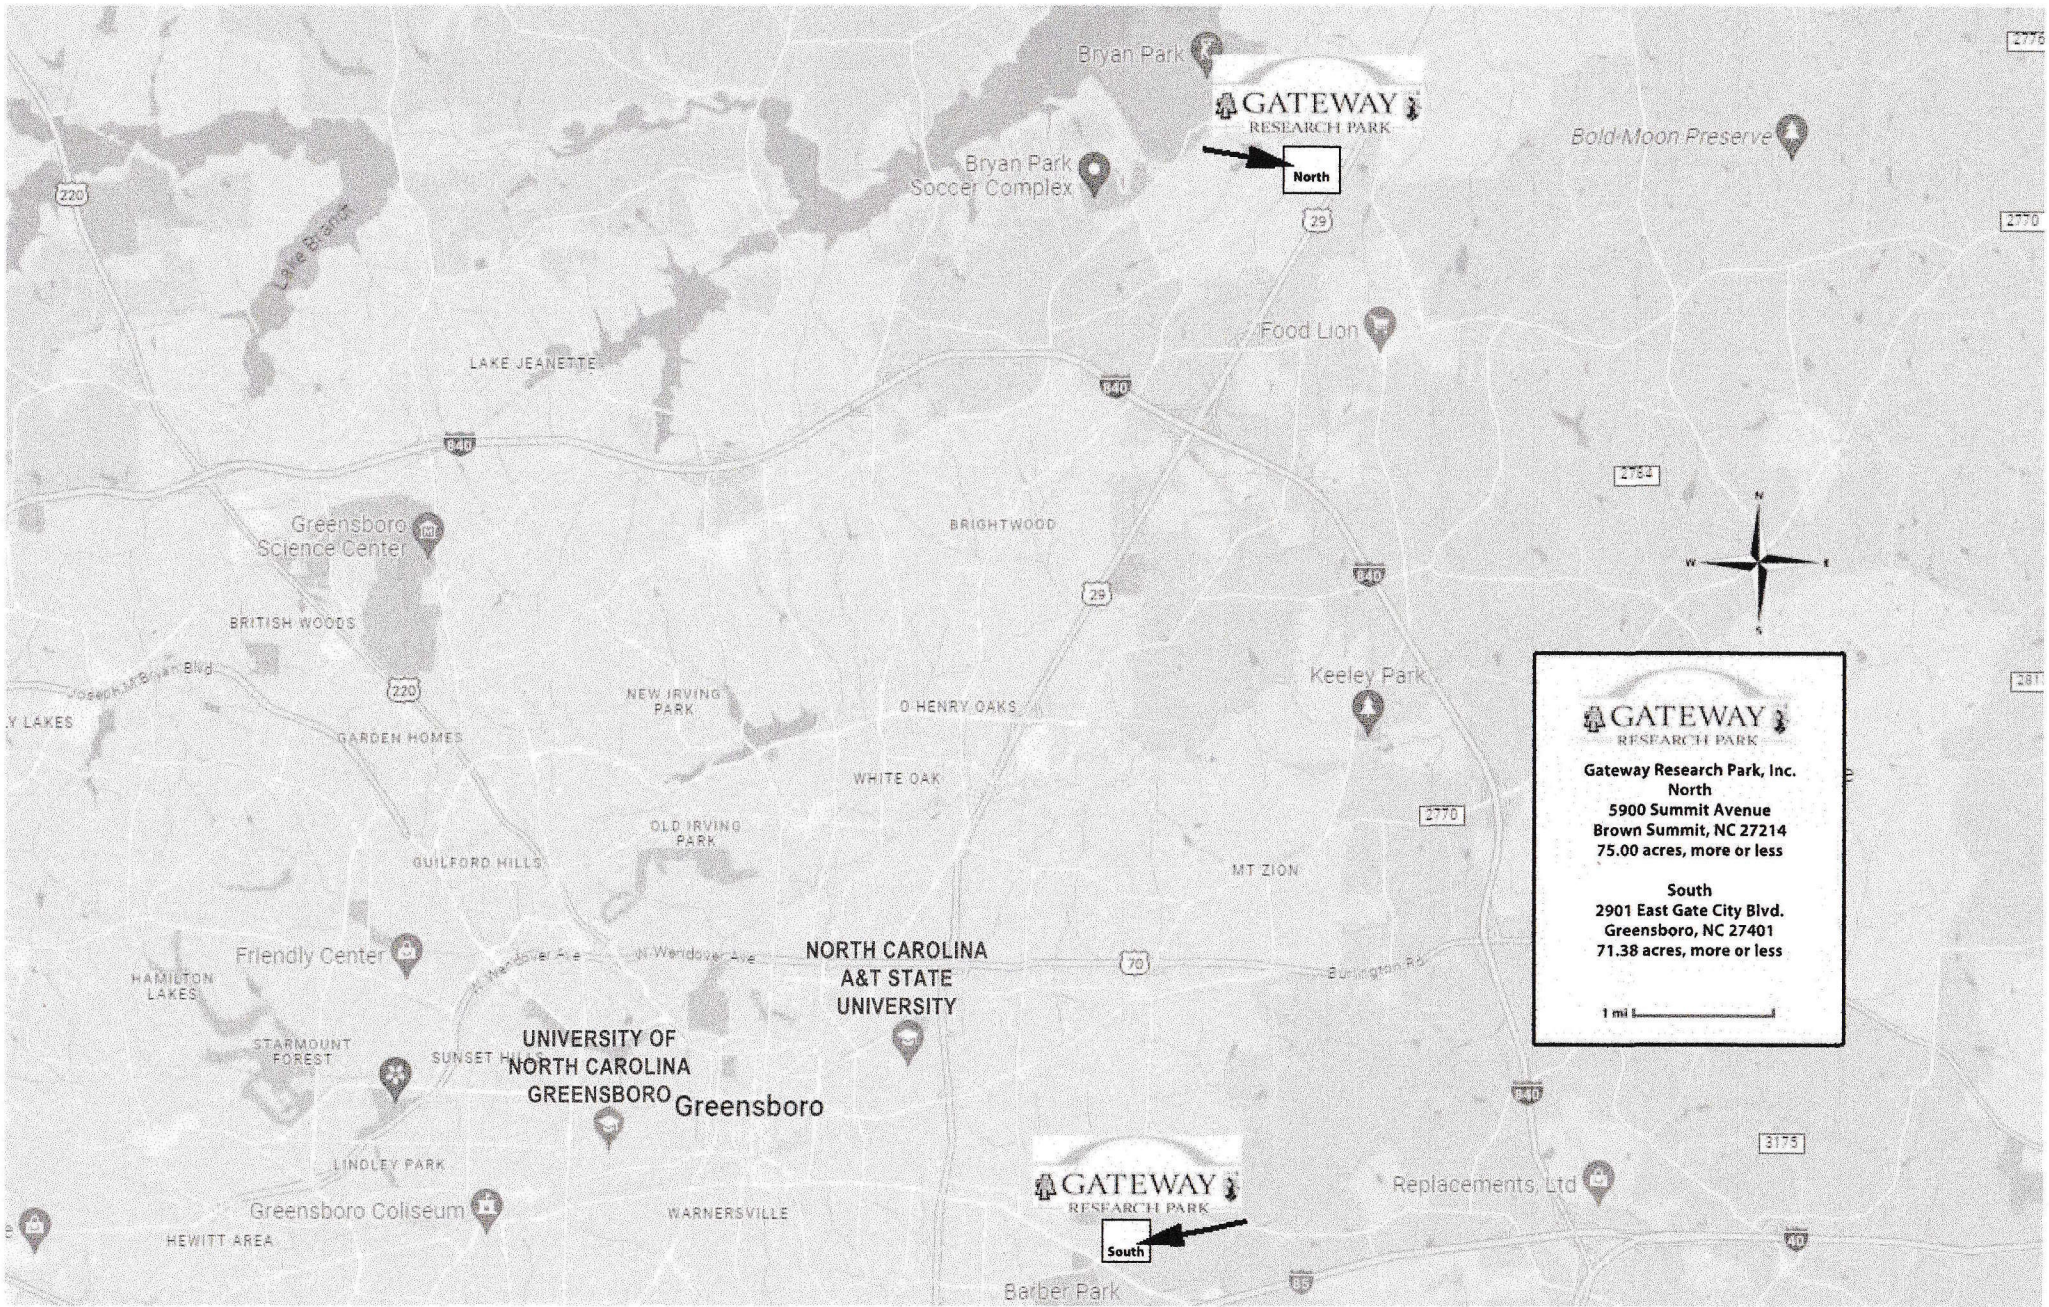 Bryan Park
2776
GATEWAY
RESEARCH PARK
North
Bold Moon Preserve
220
Bryan Park
Soccer Complex
29
2770
Lake Branch
Food Lion
LAKE JEANETTE
840
840
2784
Greensboro
Science Center
BRIGHTWOOD
N
W
E
S
29
840
BRITISH WOODS
Joseph M Bryan Blvd
220
Keeley Park
281
NEW IRVING
PARK
O HENRY OAKS
Y LAKES
GARDEN HOMES
WHITE OAK
2770
OLD IRVING
PARK
GUILFORD HILLS
MT ZION
GATEWAY
RESEARCH PARK
Gateway Research Park, Inc.
North
5900 Summit Avenue
Brown Summit, NC 27214
75.00 acres, more or less
South
2901 East Gate City Blvd.
Greensboro, NC 27401
71.38 acres, more or less
1 mi
e
Friendly Center
W Wendover Ave
W Wendover Ave
NORTH CAROLINA
A&T STATE
UNIVERSITY
70
Burlington Rd
HAMILTON
LAKES
STARMOUNT
FOREST
SUNSET HILLS
UNIVERSITY OF
NORTH CAROLINA
GREENSBORO
Greensboro
840
3175
LINDLEY PARK
GATEWAY
RESEARCH PARK
South
Replacements, Ltd
Greensboro Coliseum
WARNERSVILLE
e
HEWITT AREA
40
85
Barber Park